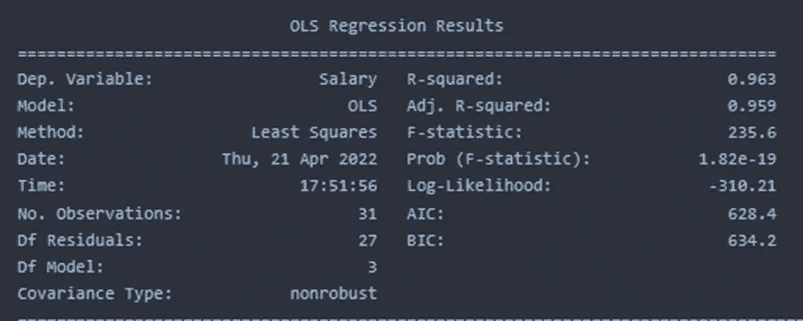 OLS Regression Results
==============================================================================
Dep. Variable: Salary R-squared: 0.963
Model: OLS Adj. R-squared: 0.959
Method: Least Squares F-statistic: 235.6
Date: Thu, 21 Apr 2022 Prob (F-statistic): 1.82e-19
Time: 17:51:56 Log-Likelihood: -310.21
No. Observations: 31 AIC: 628.4
Df Residuals: 27 BIC: 634.2
Df Model: 3
Covariance Type: nonrobust
==============================================================================